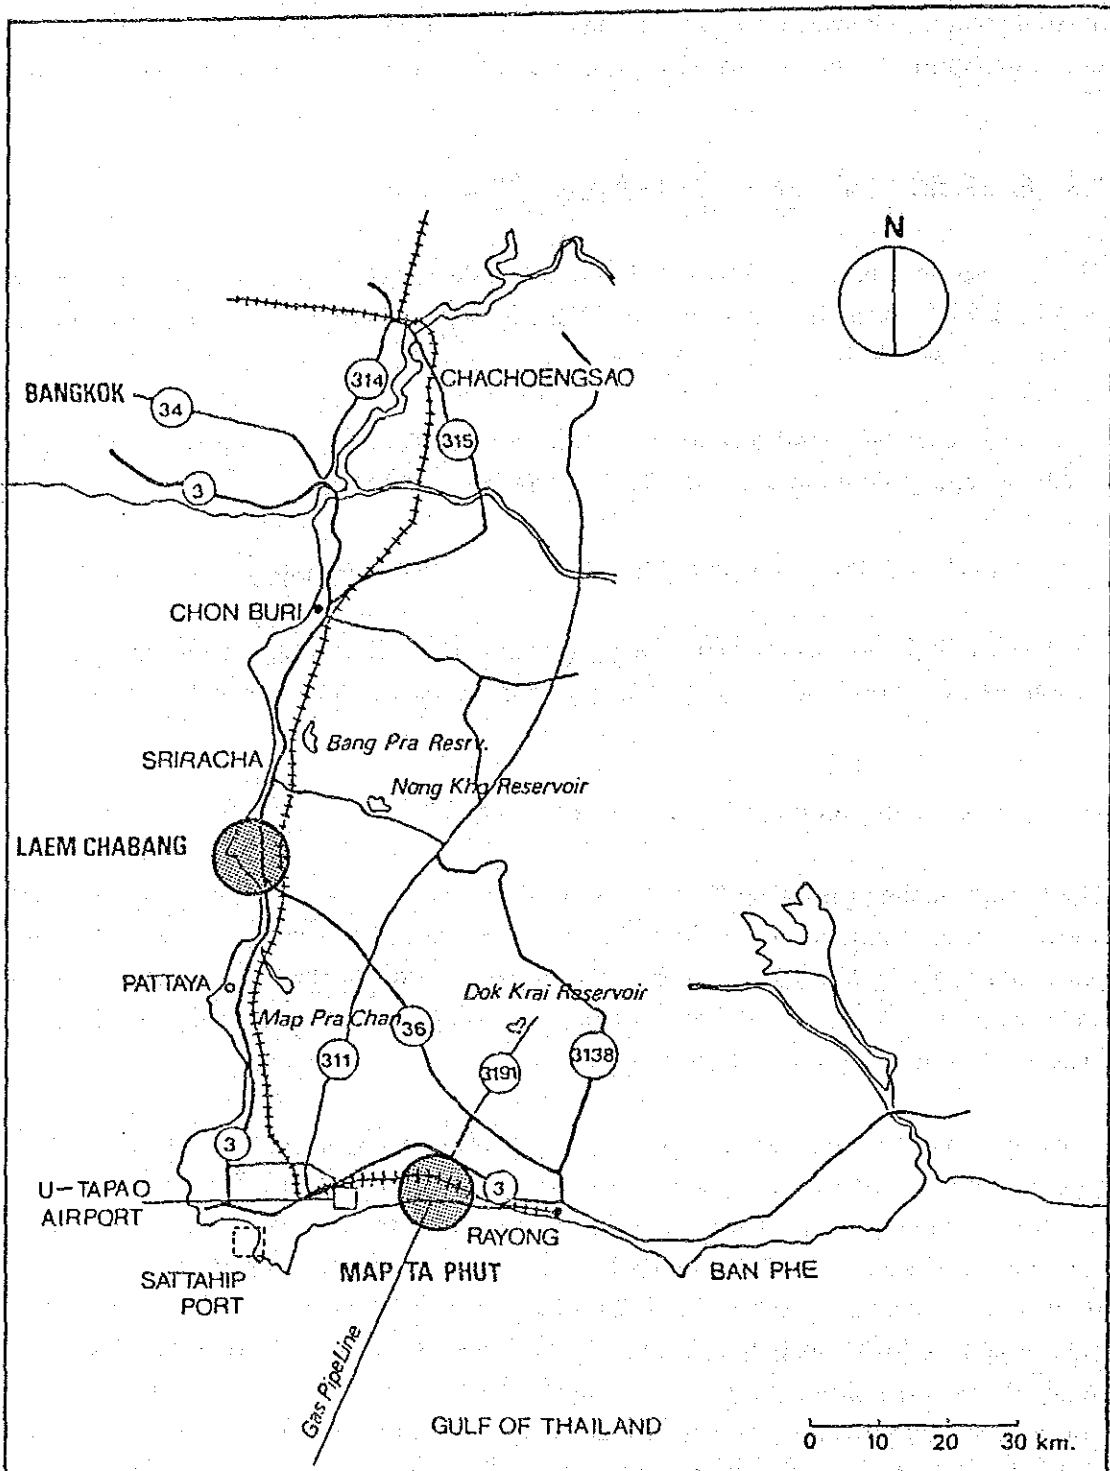 N
314
CHACHOENGSAO
BANGKOK
34
315
3
CHON BURI
Bang Pra Resrv.
SRIRACHA
Nong Kho Reservoir
LAEM CHABANG
PATTAYA
Dok Krai Reservoir
Map Pra Chan
36
311
3138
3191
3
U-TAPAO
AIRPORT
3
RAYONG
SATTAHIP
PORT
MAP TA PHUT
BAN PHE
Gas PipeLine
GULF OF THAILAND
0 10 20 30 km.